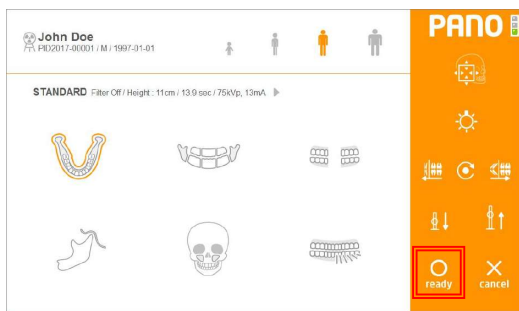 John Doe
PID2017-00001 / M / 1997-01-01
PANO
STANDARD Filter Off / Height : 11cm / 13.9 sec / 75kVp, 13mA
ready
cancel